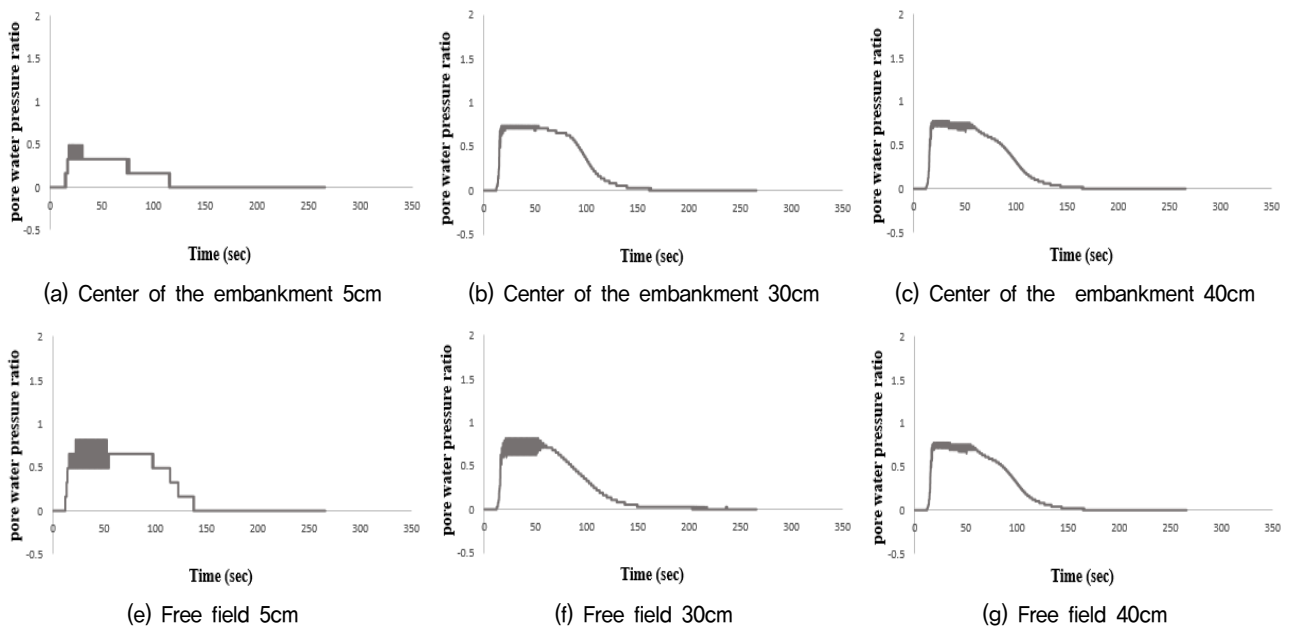 pore water pressure ratio
2
1.5
1
0.5
0
-0.5
0 50 100 150 200 250 300 350
Time (sec)
(a) Center of the embankment 5cm
pore water pressure ratio
2
1.5
1
0.5
0
-0.5
0 50 100 150 200 250 300 350
Time (sec)
(b) Center of the embankment 30cm
pore water pressure ratio
2
1.5
1
0.5
0
-0.5
0 50 100 150 200 250 300 350
Time (sec)
(c) Center of the embankment 40cm
pore water pressure ratio
2
1.5
1
0.5
0
-0.5
0 50 100 150 200 250 300 350
Time (sec)
(e) Free field 5cm
pore water pressure ratio
2
1.5
1
0.5
0
-0.5
0 50 100 150 200 250 300 350
Time (sec)
(f) Free field 30cm
pore water pressure ratio
2
1.5
1
0.5
0
-0.5
0 50 100 150 200 250 300 350
Time (sec)
(g) Free field 40cm